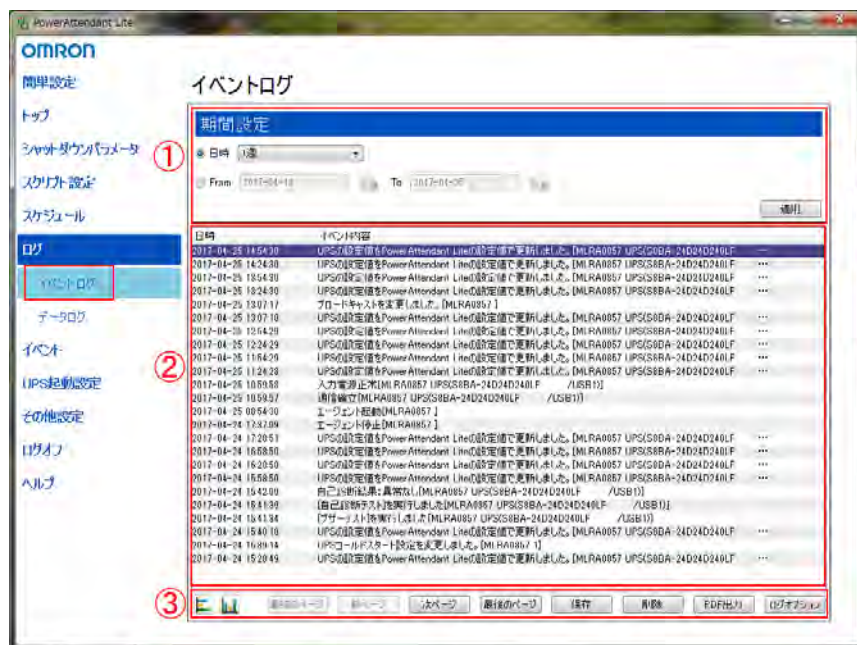 PowerAttendant Lite
OMRON
簡単設定
トップ
シャットダウンパラメータ
スクリプト設定
スケジュール
ログ
イベントログ
データログ
イベント
UPS起動設定
その他設定
ログオフ
ヘルプ
イベントログ
①
期間設定
日時 1週
From 2017-04-18 To 2017-04-25
適用
②
日時 イベント内容
2017-04-25 14:54:30 UPSの設定値をPowerAttendant Liteの設定値で更新しました。[MLRA0857 UPS(S8BA-24D24D240LF ...
2017-04-25 14:24:30 UPSの設定値をPowerAttendant Liteの設定値で更新しました。[MLRA0857 UPS(S8BA-24D24D240LF ...
2017-04-25 13:54:30 UPSの設定値をPowerAttendant Liteの設定値で更新しました。[MLRA0857 UPS(S8BA-24D24D240LF ...
2017-04-25 13:24:30 UPSの設定値をPowerAttendant Liteの設定値で更新しました。[MLRA0857 UPS(S8BA-24D24D240LF ...
2017-04-25 13:07:17 ブロードキャストを変更しました。[MLRA0857 ]
2017-04-25 13:07:10 UPSの設定値をPowerAttendant Liteの設定値で更新しました。[MLRA0857 UPS(S8BA-24D24D240LF ...
2017-04-25 12:54:29 UPSの設定値をPowerAttendant Liteの設定値で更新しました。[MLRA0857 UPS(S8BA-24D24D240LF ...
2017-04-25 12:24:29 UPSの設定値をPowerAttendant Liteの設定値で更新しました。[MLRA0857 UPS(S8BA-24D24D240LF ...
2017-04-25 11:54:29 UPSの設定値をPowerAttendant Liteの設定値で更新しました。[MLRA0857 UPS(S8BA-24D24D240LF ...
2017-04-25 11:24:28 UPSの設定値をPowerAttendant Liteの設定値で更新しました。[MLRA0857 UPS(S8BA-24D24D240LF ...
2017-04-25 10:59:58 入力電源正常[MLRA0857 UPS(S8BA-24D24D240LF /USB1)]
2017-04-25 10:59:57 通信確立[MLRA0857 UPS(S8BA-24D24D240LF /USB1)]
2017-04-25 08:54:30 エージェント起動[MLRA0857 ]
2017-04-24 17:37:09 エージェント停止[MLRA0857 ]
2017-04-24 17:20:51 UPSの設定値をPowerAttendant Liteの設定値で更新しました。[MLRA0857 UPS(S8BA-24D24D240LF ...
2017-04-24 16:50:50 UPSの設定値をPowerAttendant Liteの設定値で更新しました。[MLRA0857 UPS(S8BA-24D24D240LF ...
2017-04-24 16:20:50 UPSの設定値をPowerAttendant Liteの設定値で更新しました。[MLRA0857 UPS(S8BA-24D24D240LF ...
2017-04-24 15:50:50 UPSの設定値をPowerAttendant Liteの設定値で更新しました。[MLRA0857 UPS(S8BA-24D24D240LF ...
2017-04-24 15:42:00 自己診断結果:異常なし[MLRA0857 UPS(S8BA-24D24D240LF /USB1)]
2017-04-24 15:41:39 [自己診断テスト]を実行しました[MLRA0857 UPS(S8BA-24D24D240LF /USB1)]
2017-04-24 15:41:34 [ブザーテスト]を実行しました[MLRA0857 UPS(S8BA-24D24D240LF /USB1)]
2017-04-24 15:40:10 UPSの設定値をPowerAttendant Liteの設定値で更新しました。[MLRA0857 UPS(S8BA-24D24D240LF ...
2017-04-24 15:39:14 UPSコールドスタート設定を変更しました。[MLRA0857 1]
2017-04-24 15:20:49 UPSの設定値をPowerAttendant Liteの設定値で更新しました。[MLRA0857 UPS(S8BA-24D24D240LF ...
③
最初のページ 前ページ 次ページ 最後のページ 保存 削除 PDF出力 ログオプション